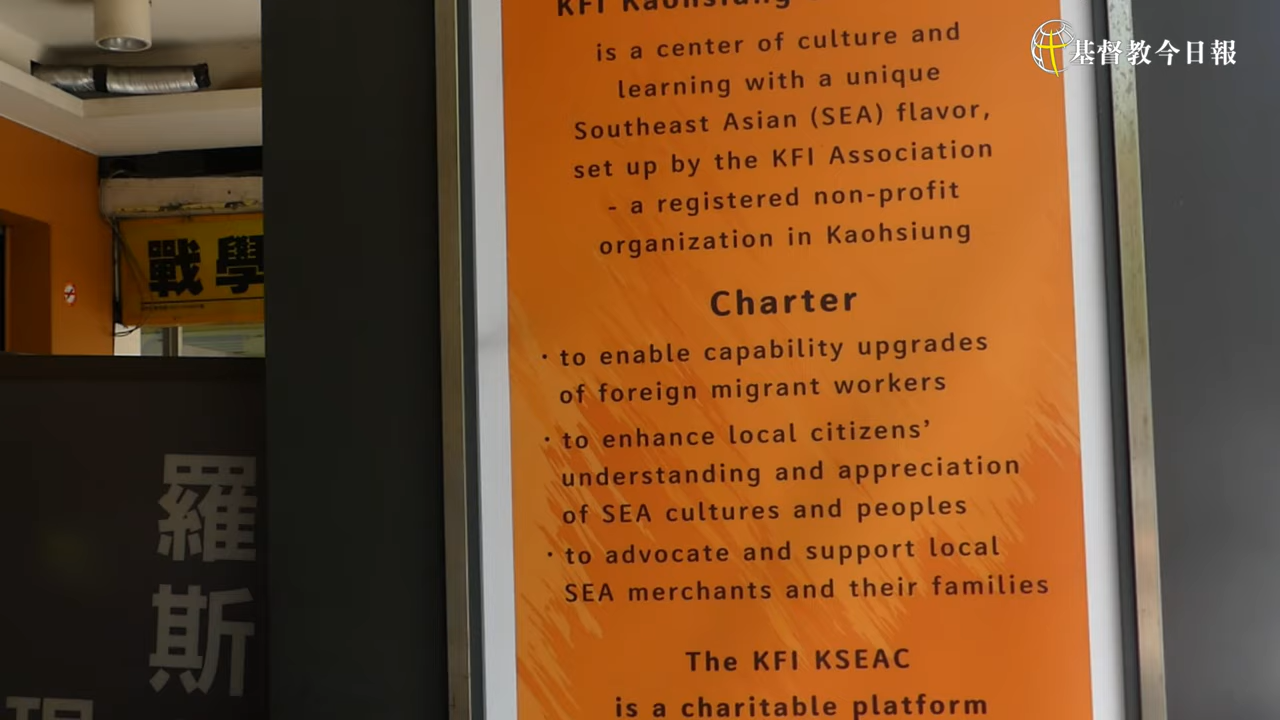 基督教今日報
KFI Kaohsiung
is a center of culture and
learning with a unique
Southeast Asian (SEA) flavor,
set up by the KFI Association
- a registered non-profit
organization in Kaohsiung
Charter
· to enable capability upgrades
of foreign migrant workers
· to enhance local citizens’
understanding and appreciation
of SEA cultures and peoples
· to advocate and support local
SEA merchants and their families
The KFI KSEAC
is a charitable platform
戰學
羅斯